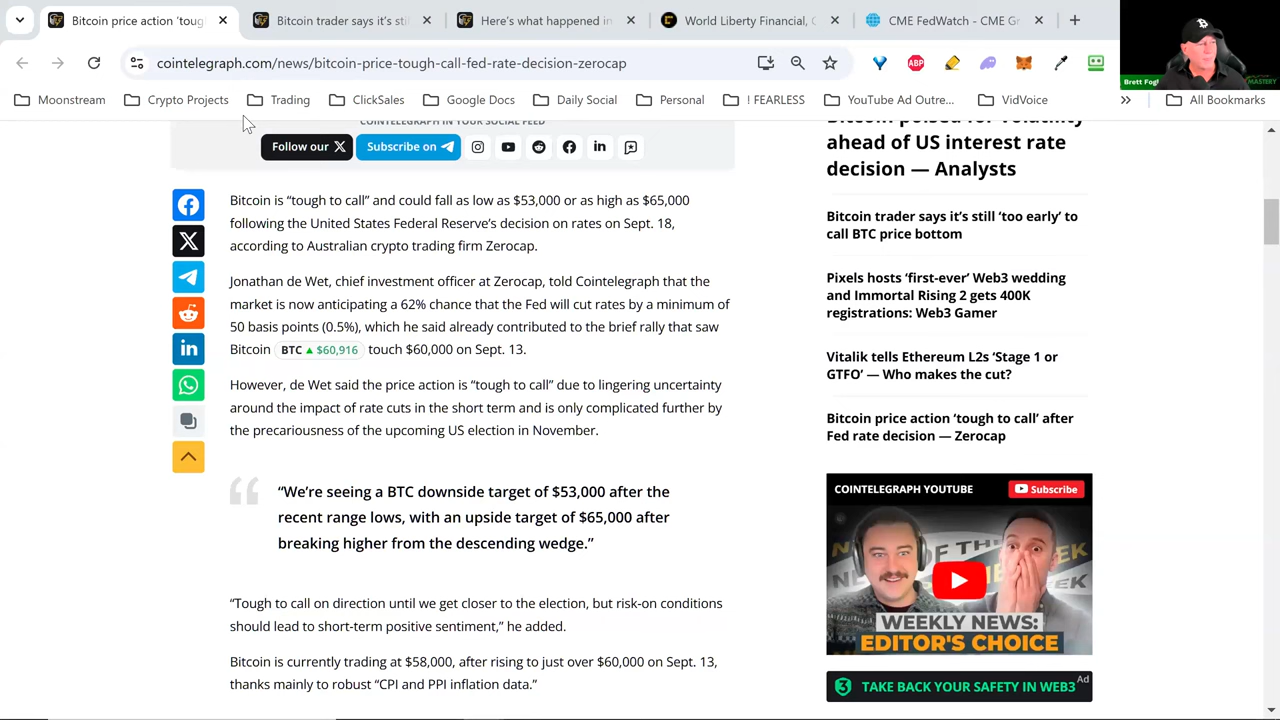 Bitcoin price action 'toug
Bitcoin trader says it's sti
Here's what happened i
World Liberty Financial, C
CME FedWatch - CME Gr
cointelegraph.com/news/bitcoin-price-tough-call-fed-rate-decision-zerocap
ABP
Brett Fogl
MASTERY
Moonstream
Crypto Projects
Trading
ClickSales
Google Docs
Daily Social
Personal
! FEARLESS
YouTube Ad Outre...
VidVoice
All Bookmarks
COINTELEGRAPH IN YOUR SOCIAL FEED
Follow our X
Subscribe on
Bitcoin is “tough to call” and could fall as low as $53,000 or as high as $65,000
following the United States Federal Reserve’s decision on rates on Sept. 18,
according to Australian crypto trading firm Zerocap.
Jonathan de Wet, chief investment officer at Zerocap, told Cointelegraph that the
market is now anticipating a 62% chance that the Fed will cut rates by a minimum of
50 basis points (0.5%), which he said already contributed to the brief rally that saw
Bitcoin BTC ▲ $60,916 touch $60,000 on Sept. 13.
However, de Wet said the price action is “tough to call” due to lingering uncertainty
around the impact of rate cuts in the short term and is only complicated further by
the precariousness of the upcoming US election in November.
“We’re seeing a BTC downside target of $53,000 after the
recent range lows, with an upside target of $65,000 after
breaking higher from the descending wedge.”
“Tough to call on direction until we get closer to the election, but risk-on conditions
should lead to short-term positive sentiment,” he added.
Bitcoin is currently trading at $58,000, after rising to just over $60,000 on Sept. 13,
thanks mainly to robust “CPI and PPI inflation data.”
Bitcoin poised for volatility
ahead of US interest rate
decision — Analysts
Bitcoin trader says it’s still ‘too early’ to
call BTC price bottom
Pixels hosts ‘first-ever’ Web3 wedding
and Immortal Rising 2 gets 400K
registrations: Web3 Gamer
Vitalik tells Ethereum L2s ‘Stage 1 or
GTFO’ — Who makes the cut?
Bitcoin price action ‘tough to call’ after
Fed rate decision — Zerocap
COINTELEGRAPH YOUTUBE
Subscribe
WEEKLY NEWS:
EDITOR'S CHOICE
TAKE BACK YOUR SAFETY IN WEB3
Ad